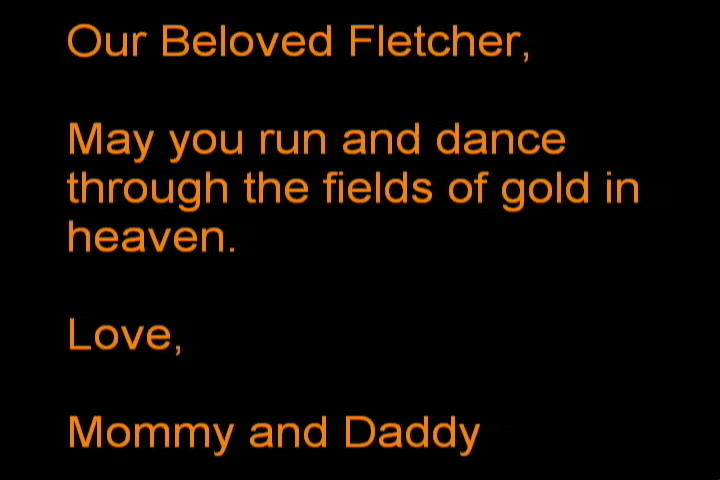 Our Beloved Fletcher,
May you run and dance
through the fields of gold in
heaven.
Love,
Mommy and Daddy